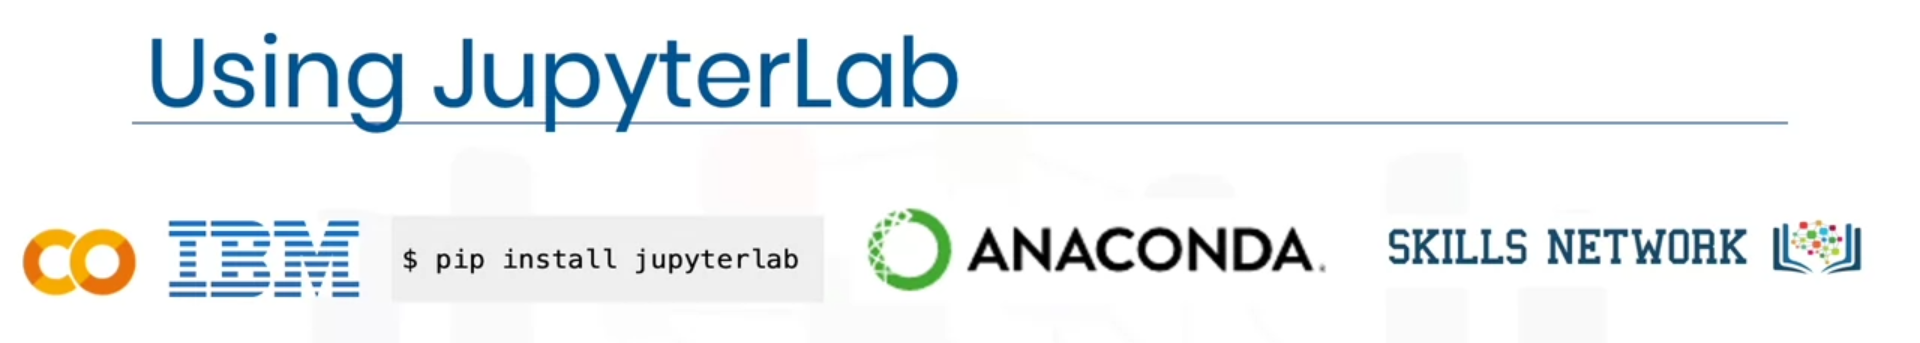 Using JupyterLab
CO IBM $ pip install jupyterlab ANACONDA. SKILLS NETWORK